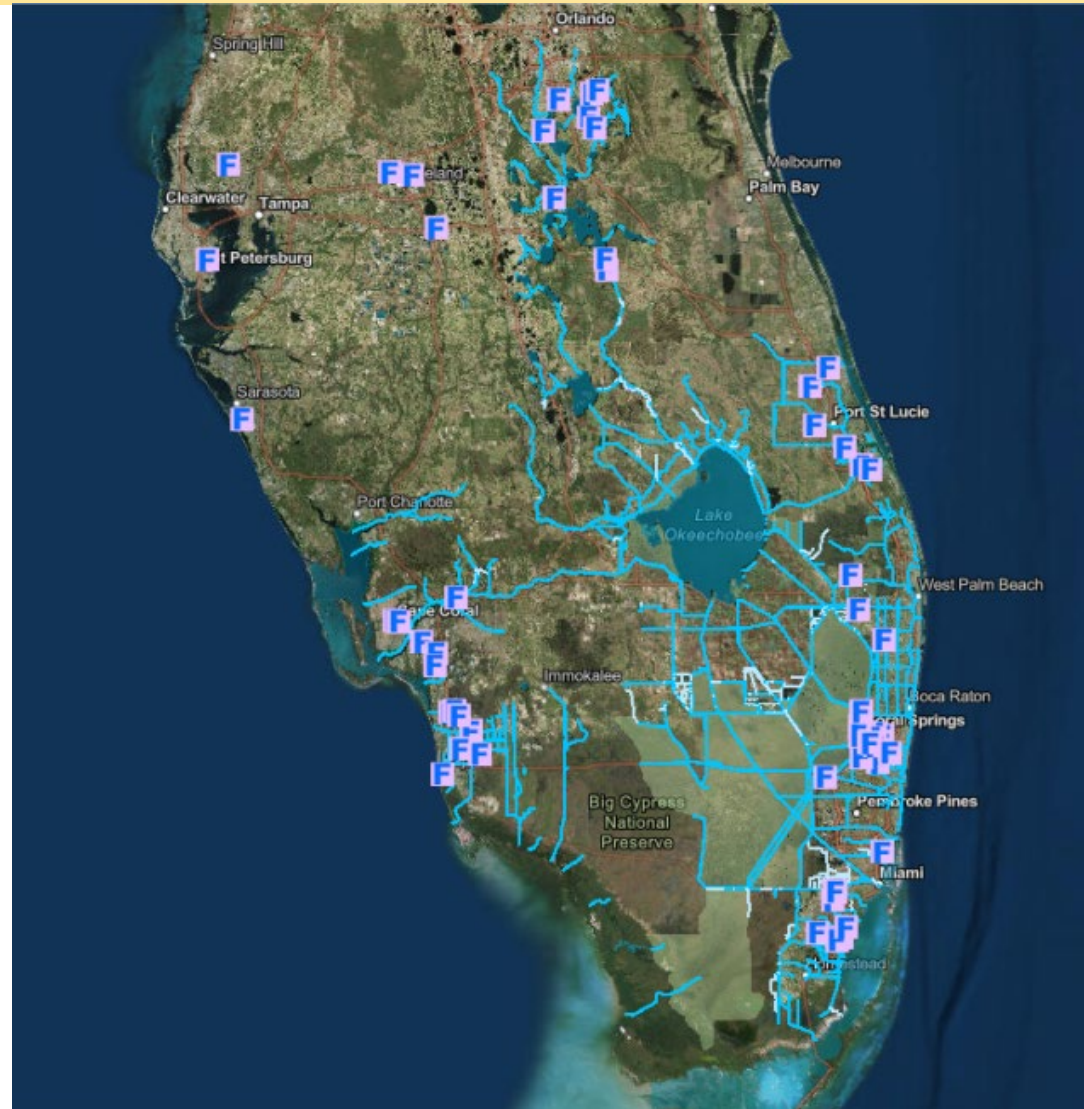 Orlando
Spring Hill
F
F
F
F
F
Melbourne
F
F
F
eland
Palm Bay
Clearwater
Tampa
F
F
F
t Petersburg
F
F
Sarasota
F
F
F
Port St Lucie
F
F
F
Port Charlotte
Lake
Okeechobee
F
West Palm Beach
F
F
F
F
F
F
Immokalee
F
F
Boca Raton
F
F
Springs
F
F
F
F
F
F
Big Cypress
National
Preserve
Pembroke Pines
F
Miami
F
F
F